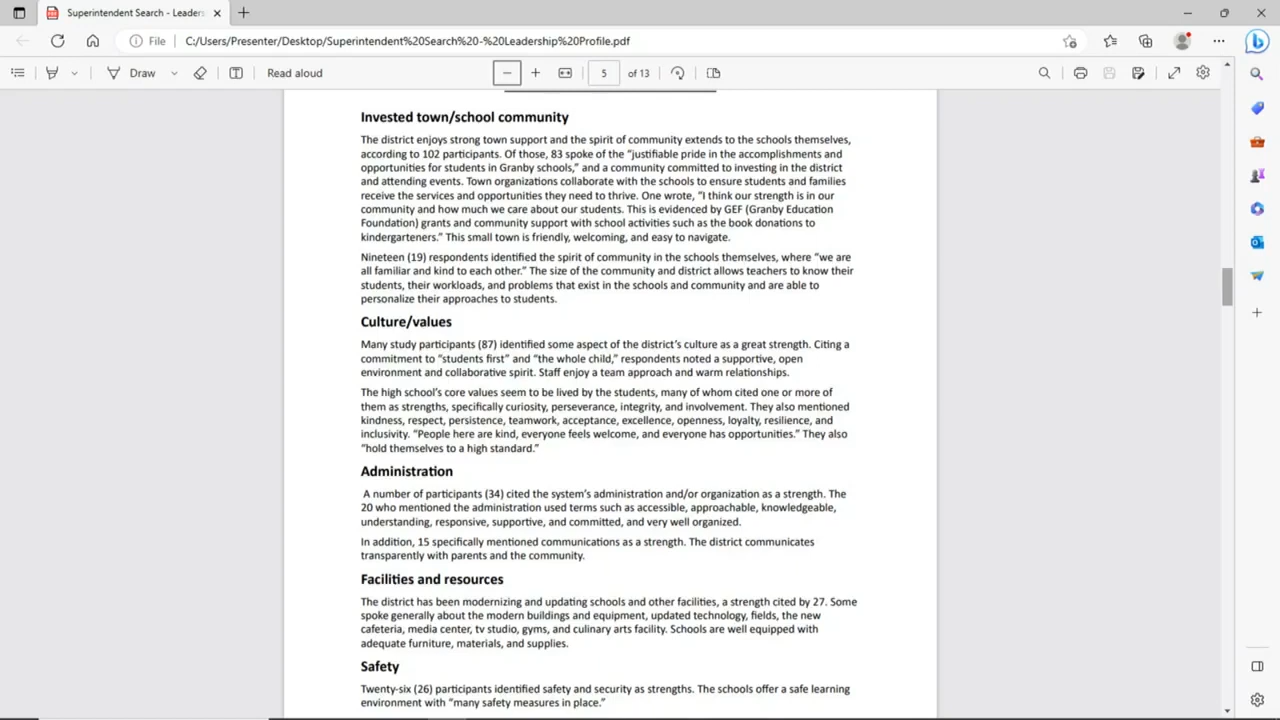 Superintendent Search - Leaders
File
C:/Users/Presenter/Desktop/Superintendent%20Search%20-%20Leadership%20Profile.pdf
Draw
Read aloud
5 of 13
Invested town/school community
The district enjoys strong town support and the spirit of community extends to the schools themselves,
according to 102 participants. Of those, 83 spoke of the “justifiable pride in the accomplishments and
opportunities for students in Granby schools,” and a community committed to investing in the district
and attending events. Town organizations collaborate with the schools to ensure students and families
receive the services and opportunities they need to thrive. One wrote, “I think our strength is in our
community and how much we care about our students. This is evidenced by GEF (Granby Education
Foundation) grants and community support with school activities such as the book donations to
kindergarteners.” This small town is friendly, welcoming, and easy to navigate.
Nineteen (19) respondents identified the spirit of community in the schools themselves, where “we are
all familiar and kind to each other.” The size of the community and district allows teachers to know their
students, their workloads, and problems that exist in the schools and community and are able to
personalize their approaches to students.
Culture/values
Many study participants (87) identified some aspect of the district’s culture as a great strength. Citing a
commitment to “students first” and “the whole child,” respondents noted a supportive, open
environment and collaborative spirit. Staff enjoy a team approach and warm relationships.
The high school’s core values seem to be lived by the students, many of whom cited one or more of
them as strengths, specifically curiosity, perseverance, integrity, and involvement. They also mentioned
kindness, respect, persistence, teamwork, acceptance, excellence, openness, loyalty, resilience, and
inclusivity. “People here are kind, everyone feels welcome, and everyone has opportunities.” They also
“hold themselves to a high standard.”
Administration
A number of participants (34) cited the system’s administration and/or organization as a strength. The
20 who mentioned the administration used terms such as accessible, approachable, knowledgeable,
understanding, responsive, supportive, and committed, and very well organized.
In addition, 15 specifically mentioned communications as a strength. The district communicates
transparently with parents and the community.
Facilities and resources
The district has been modernizing and updating schools and other facilities, a strength cited by 27. Some
spoke generally about the modern buildings and equipment, updated technology, fields, the new
cafeteria, media center, tv studio, gyms, and culinary arts facility. Schools are well equipped with
adequate furniture, materials, and supplies.
Safety
Twenty-six (26) participants identified safety and security as strengths. The schools offer a safe learning
environment with “many safety measures in place.”